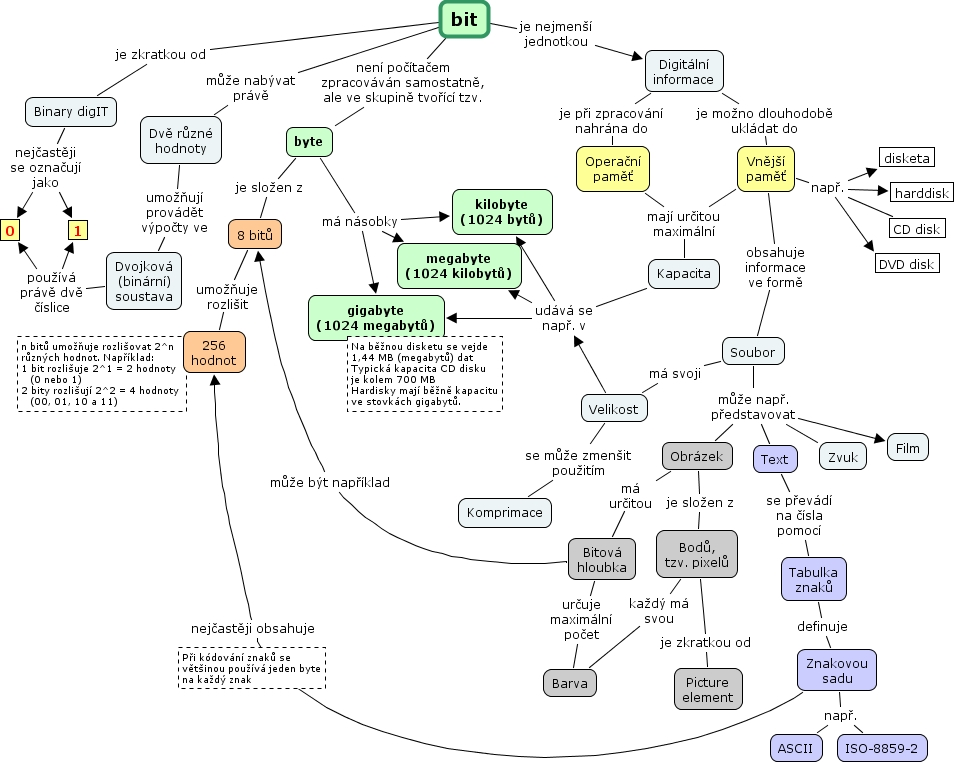 bit
je zkratkou od
je nejmenší
jednotkou
může nabývat
právě
není počítačem
zpracováván samostatně,
ale ve skupině tvořící tzv.
Digitální
informace
Binary digIT
Dvě různé
hodnoty
byte
je při zpracování
nahrána do
je možno dlouhodobě
ukládat do
nejčastěji
se označují
jako
Operační
paměť
Vnější
paměť
např.
disketa
harddisk
CD disk
DVD disk
je složen z
umožňují
provádět
výpočty ve
má násobky
kilobyte
(1024 bytů)
mají určitou
maximální
0
1
8 bitů
megabyte
(1024 kilobytů)
obsahuje
informace
ve formě
používá
právě dvě
číslice
Dvojková
(binární)
soustava
umožňuje
rozlišit
gigabyte
(1024 megabytů)
udává se
např. v
Kapacita
n bitů umožňuje rozlišovat 2^n
různých hodnot. Například:
1 bit rozlišuje 2^1 = 2 hodnoty
(0 nebo 1)
2 bity rozlišují 2^2 = 4 hodnoty
(00, 01, 10 a 11)
256
hodnot
Na běžnou disketu se vejde
1,44 MB (megabytů) dat
Typická kapacita CD disku
je kolem 700 MB
Hardisky mají běžně kapacitu
ve stovkách gigabytů.
Soubor
má svoji
Velikost
může např.
představovat
se může zmenšit
použitím
Obrázek
Text
Zvuk
Film
může být například
Komprimace
má
určitou
je složen z
se převádí
na čísla
pomocí
Bitová
hloubka
Bodů,
tzv. pixelů
Tabulka
znaků
určuje
maximální
počet
každý má
svou
nejčastěji obsahuje
je zkratkou od
definuje
Při kódování znaků se
většinou používá jeden byte
na každý znak
Barva
Picture
element
Znakovou
sadu
např.
ASCII
ISO-8859-2